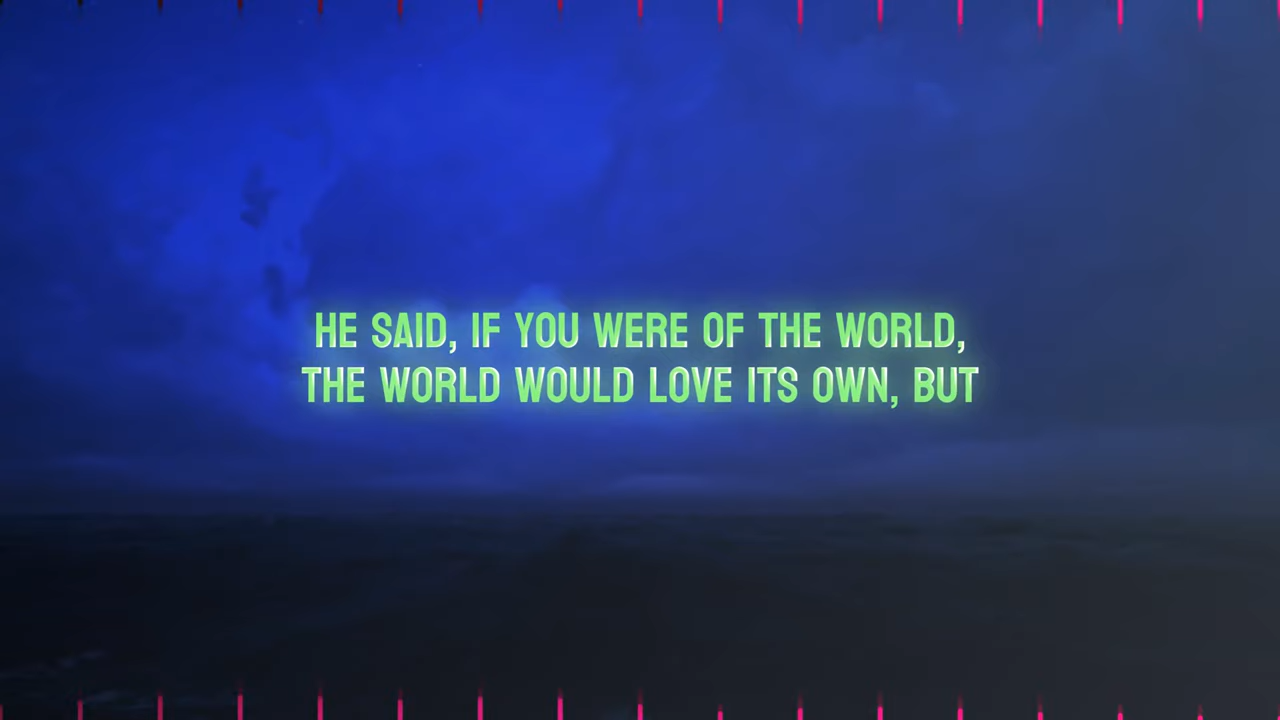 HE SAID, IF YOU WERE OF THE WORLD,
THE WORLD WOULD LOVE ITS OWN, BUT